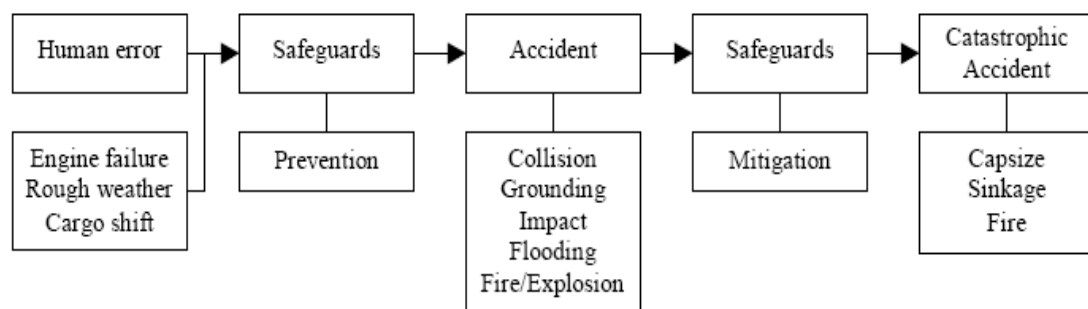 Human error
Safeguards
Accident
Safeguards
Catastrophic
Accident
Engine failure
Rough weather
Cargo shift
Prevention
Collision
Grounding
Impact
Flooding
Fire/Explosion
Mitigation
Capsize
Sinkage
Fire